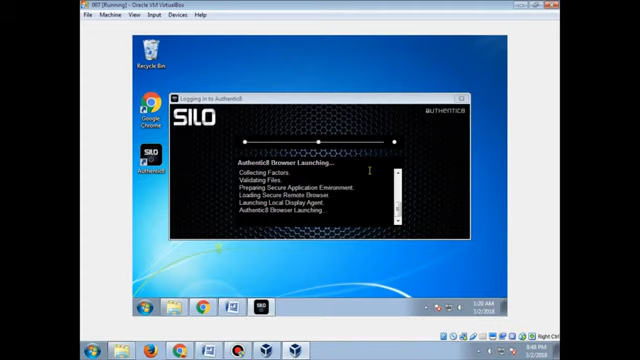 007 [Running] - Oracle VM VirtualBox
File Machine View Input Devices Help
Recycle Bin
Google
Chrome
SILO
Authentic8
Logging in to Authentic8
SILO
AUTHENTIC8
Authentic8 Browser Launching...
Collecting Factors.
Validating Files.
Preparing Secure Application Environment.
Loading Secure Remote Browser.
Launching Local Display Agent.
Authentic8 Browser Launching...
SILO
1:20 AM
3/2/2018
Right Ctrl
8:48 PM
3/2/2018